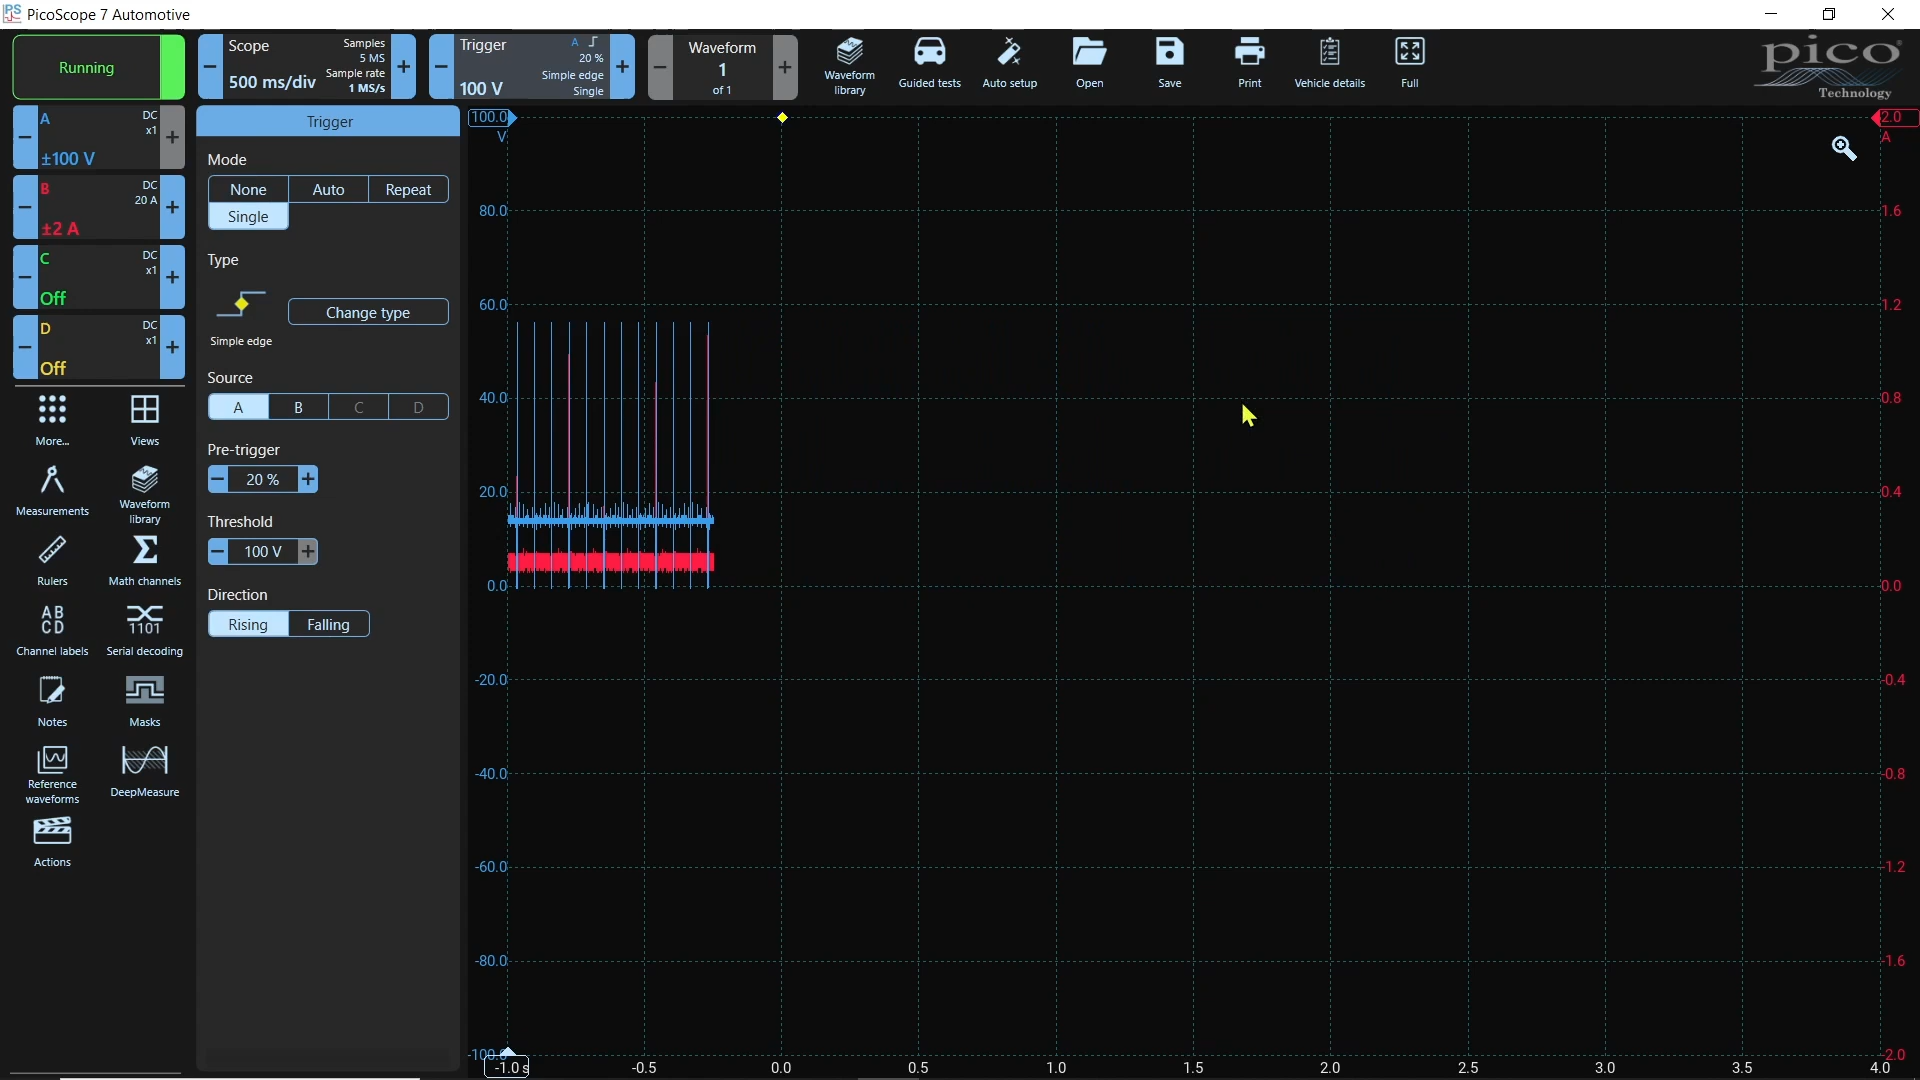 PS PicoScope 7 Automotive
Running
Scope
500 ms/div
Samples
5 MS
Sample rate
1 MS/s
Trigger
100 V
A
20 %
Simple edge
Single
Waveform
1
of 1
Waveform
library
Guided tests
Auto setup
Open
Save
Print
Vehicle details
Full
pico
Technology
A
DC
x1
±100 V
B
DC
20 A
±2 A
C
DC
x1
Off
D
DC
x1
Off
More...
Views
Measurements
Waveform
library
Rulers
Math channels
AB
CD
Channel labels
1101
Serial decoding
Notes
Masks
Reference
waveforms
DeepMeasure
Actions
Trigger
Mode
None
Auto
Repeat
Single
Type
Simple edge
Change type
Source
A
B
C
D
Pre-trigger
20 %
Threshold
100 V
Direction
Rising
Falling
100.0
V
80.0
60.0
40.0
20.0
0.0
-20.0
-40.0
-60.0
-80.0
-100.0
2.0
A
1.6
1.2
0.8
0.4
0.0
-0.4
-0.8
-1.2
-1.6
-2.0
-1.0 s
-0.5
0.0
0.5
1.0
1.5
2.0
2.5
3.0
3.5
4.0